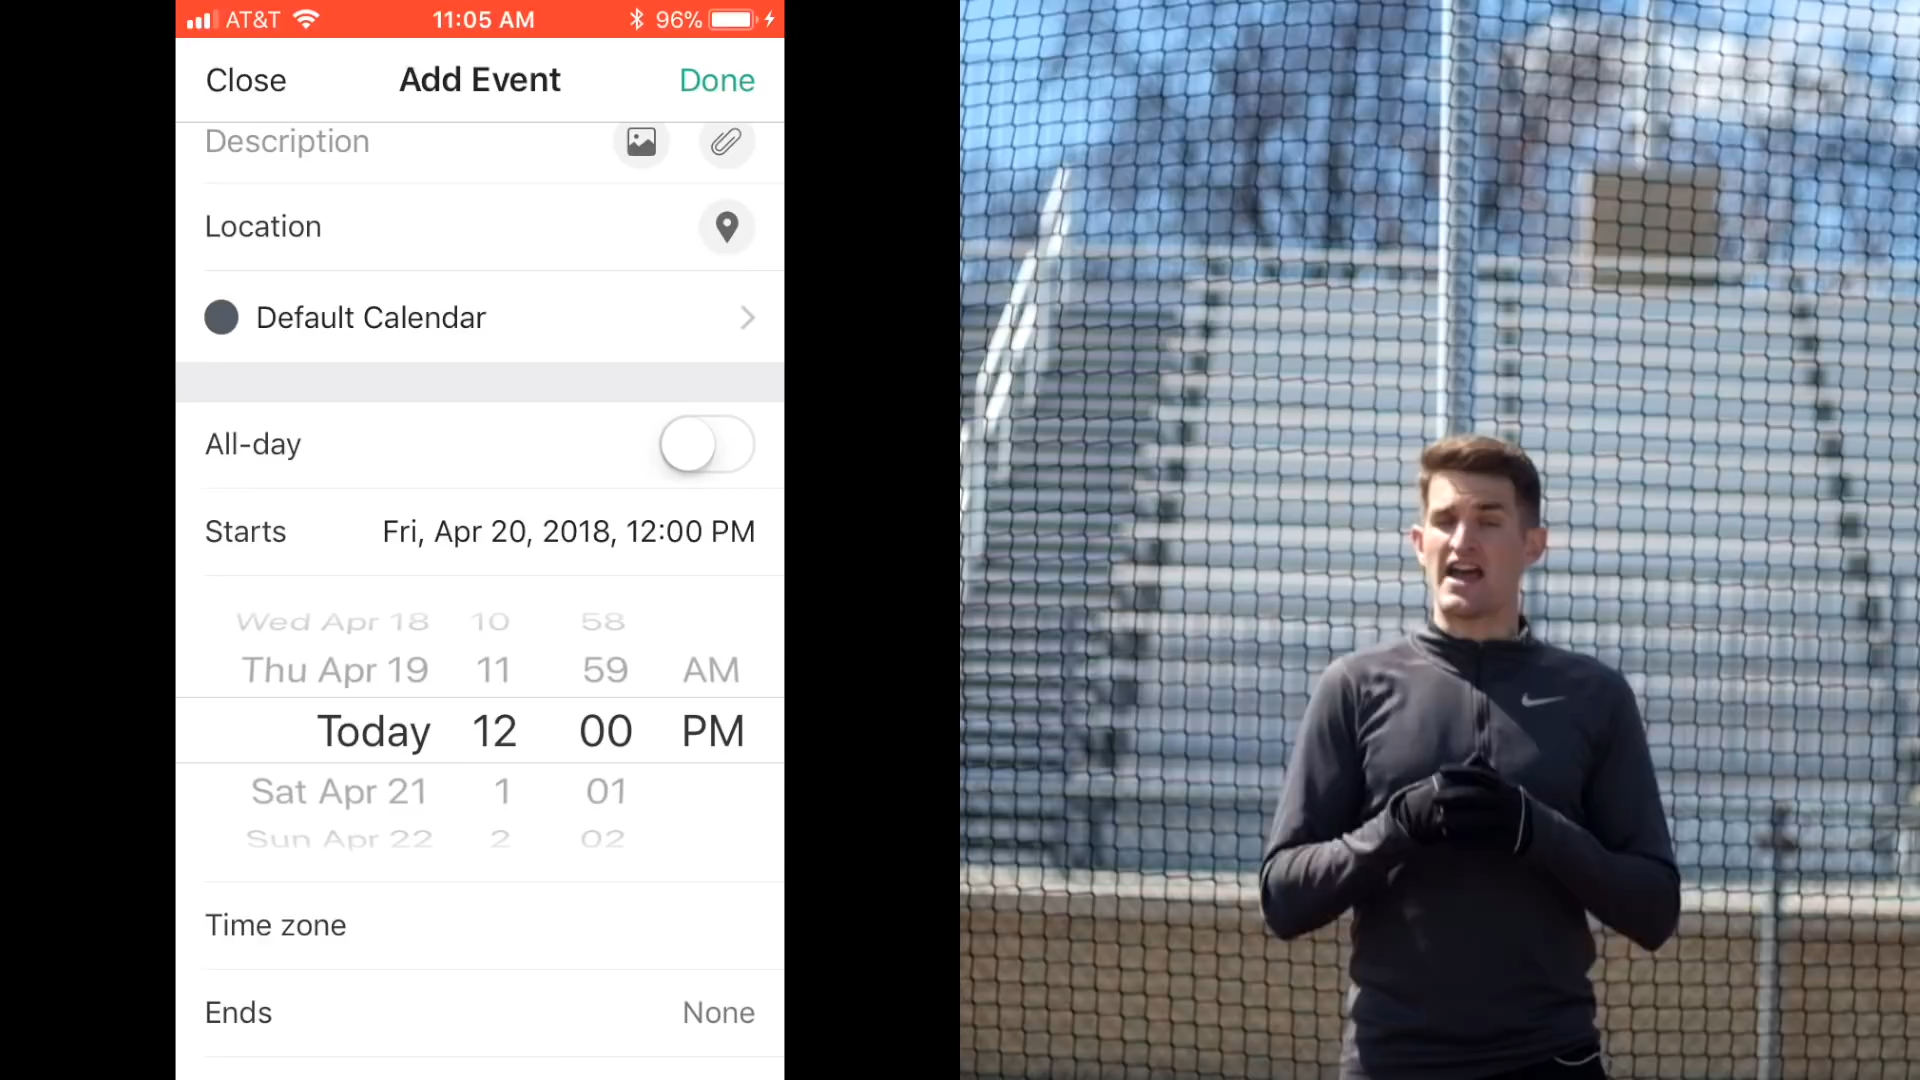 AT&T 11:05 AM 96%
Close Add Event Done
Description
Location
Default Calendar
All-day
Starts Fri, Apr 20, 2018, 12:00 PM
Wed Apr 18 10 58
Thu Apr 19 11 59 AM
Today 12 00 PM
Sat Apr 21 1 01
Sun Apr 22 2 02
Time zone
Ends None